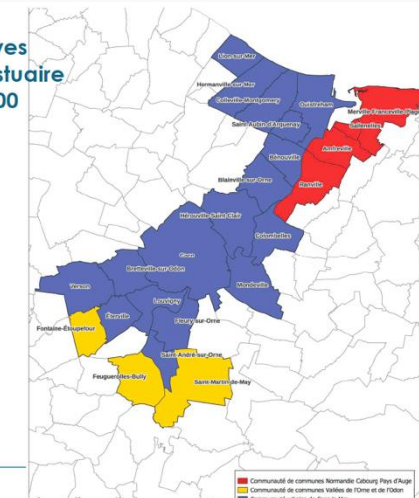 ves
stuaire
00
Lion-sur-Mer
Hermanville-sur-Mer
Colleville-Montgomery
Ouistreham
Merville-Franceville-Plage
Sallenelles
Saint-Aubin-d'Arquenay
Amfreville
Bénouville
Ranville
Blainville-sur-Orne
Hérouville-Saint-Clair
Colombelles
Caen
Bretteville-sur-Odon
Verson
Mondeville
Louvigny
Éterville
Fleury-sur-Orne
Fontaine-Étoupefour
Saint-André-sur-Orne
Feuguerolles-Bully
Saint-Martin-de-May
Communauté de communes Normandie Cabourg Pays d'Auge
Communauté de communes Vallées de l'Orne et de l'Odon